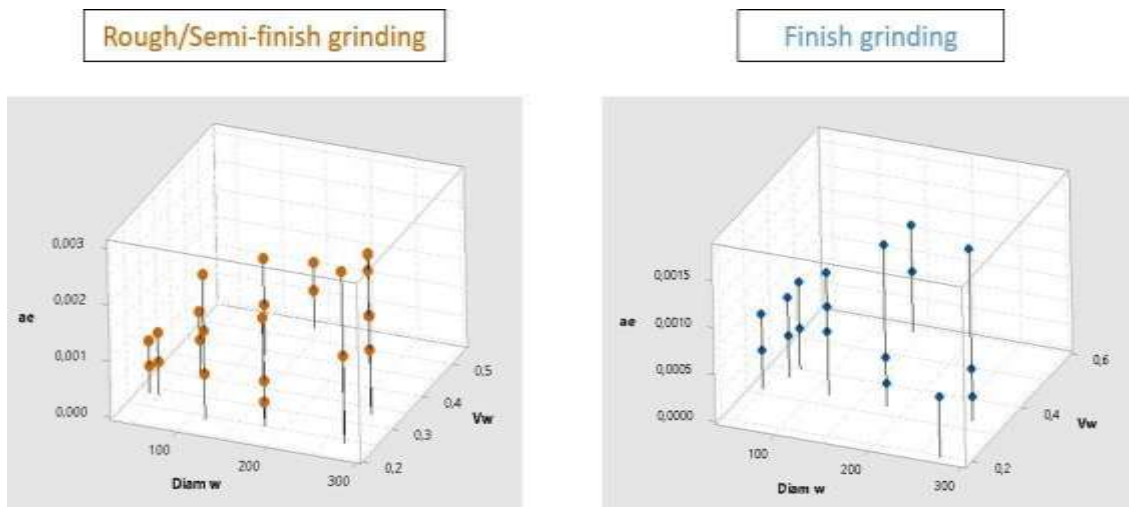 Rough/Semi-finish grinding
Finish grinding
0,003
0,002
ae
0,001
0,000
100
200
300
Diam w
0,2
0,3
0,4
0,5
Vw
0,0015
0,0010
ae
0,0005
0,0000
100
200
300
Diam w
0,2
0,4
0,6
Vw